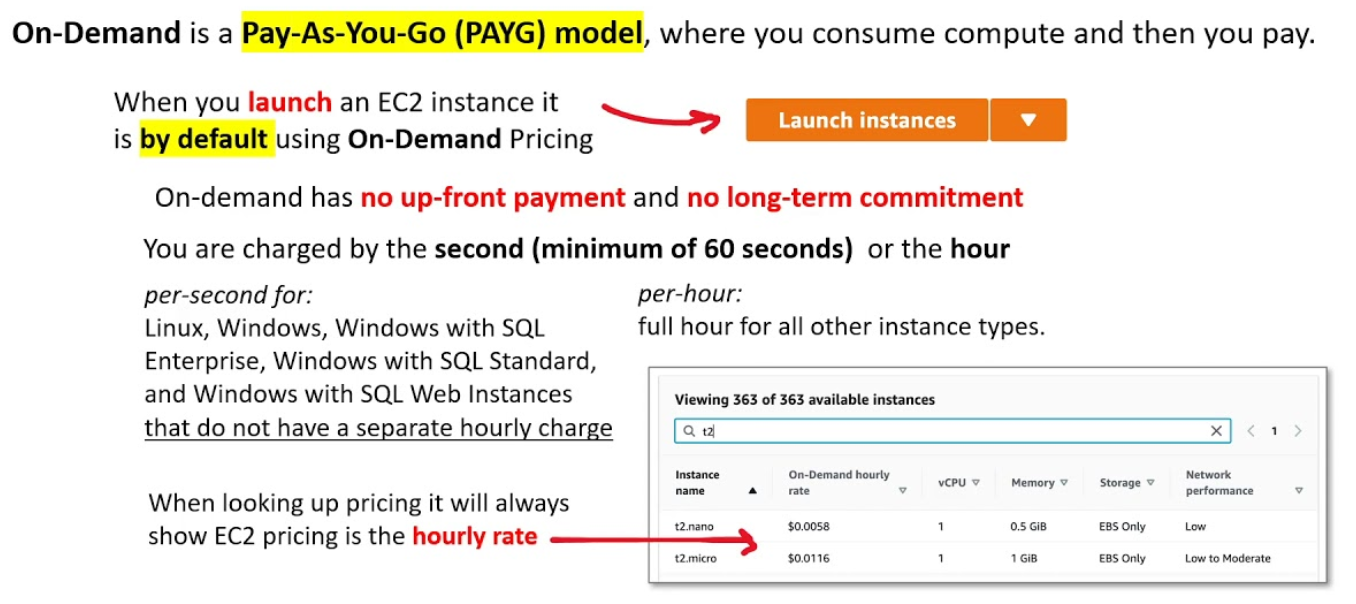 On-Demand is a Pay-As-You-Go (PAYG) model, where you consume compute and then you pay.
When you launch an EC2 instance it
is by default using On-Demand Pricing
Launch instances
On-demand has no up-front payment and no long-term commitment
You are charged by the second (minimum of 60 seconds) or the hour
per-second for:
Linux, Windows, Windows with SQL
Enterprise, Windows with SQL Standard,
and Windows with SQL Web Instances
that do not have a separate hourly charge
per-hour:
full hour for all other instance types.
When looking up pricing it will always
show EC2 pricing is the hourly rate
Viewing 363 of 363 available instances
t2
1
Instance name On-Demand hourly rate vCPU Memory Storage Network performance
t2.nano $0.0058 1 0.5 GiB EBS Only Low
t2.micro $0.0116 1 1 GiB EBS Only Low to Moderate